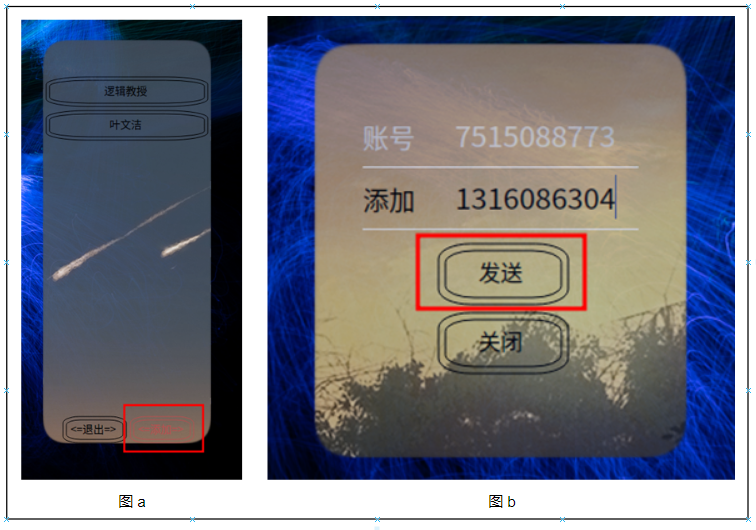 逻辑教授
叶文洁
<=退出=>
账号 7515088773
添加 1316086304
发送
关闭
图 a
图 b